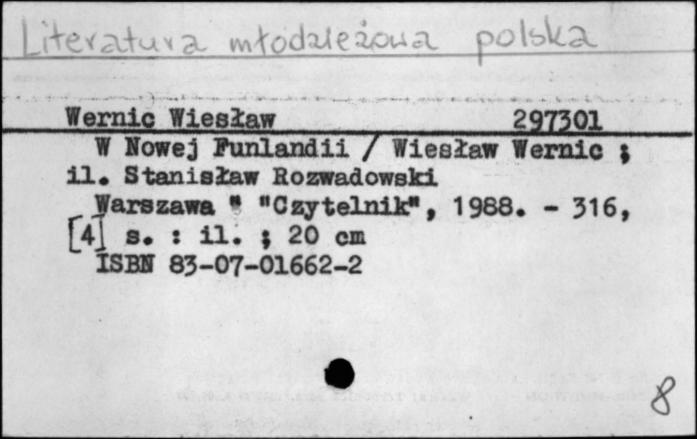 Literatura młodzieżowa polska
Wernic Wiesław 297301
W Nowej Funlandii / Wiesław Wernic ;
il. Stanisław Rozwadowski
Warszawa " "Czytelnik", 1988. - 316,
[4] s. : il. ; 20 cm
ISBN 83-07-01662-2
8